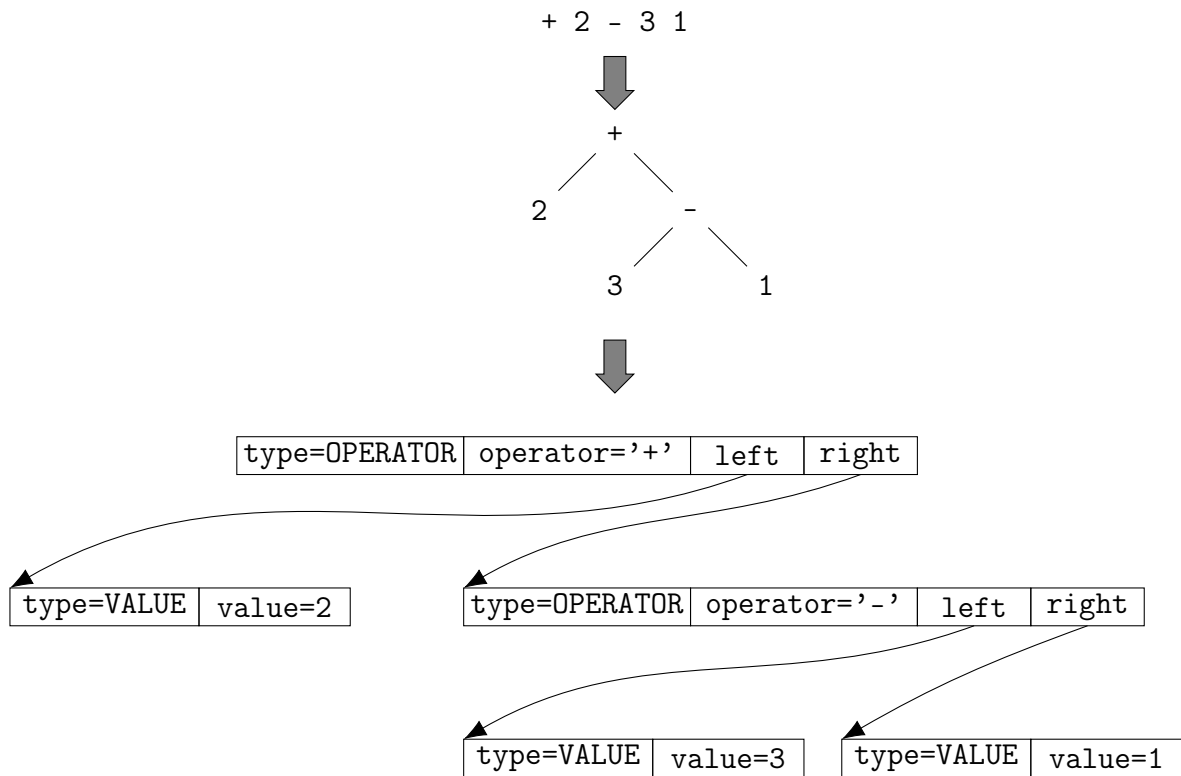 + 2 - 3 1
+
2 -
3 1
type=OPERATOR operator='+' left right
type=VALUE value=2 type=OPERATOR operator='-' left right
type=VALUE value=3 type=VALUE value=1